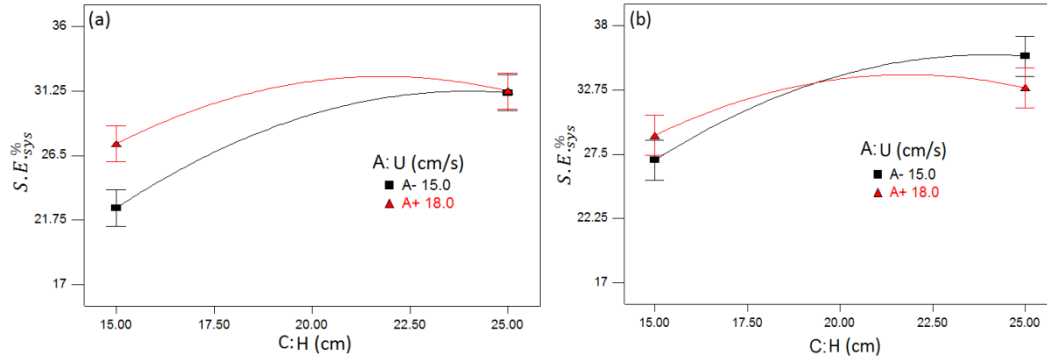 (a)
36
31.25
26.5
21.75
17
S.E.%sys
A:U (cm/s)
A- 15.0
A+ 18.0
15.00 17.50 20.00 22.50 25.00
C:H (cm)
(b)
38
32.75
27.5
22.25
17
S.E.%sys
A:U (cm/s)
A- 15.0
A+ 18.0
15.00 17.50 20.00 22.50 25.00
C:H (cm)